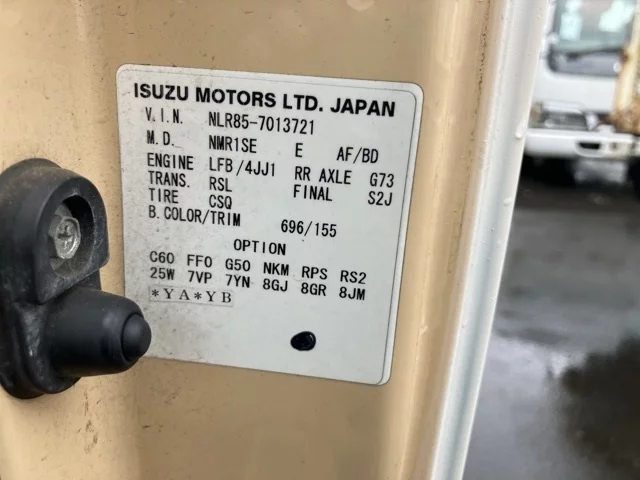 ISUZU MOTORS LTD. JAPAN
V.I.N. NLR85-7013721
M.D. NMR1SE E AF/BD
ENGINE LFB/4JJ1 RR AXLE G73
TRANS. RSL FINAL S2J
TIRE CSQ
B.COLOR/TRIM 696/155
OPTION
C60 FF0 G50 NKM RPS RS2
25W 7VP 7YN 8GJ 8GR 8JM
*YA*YB